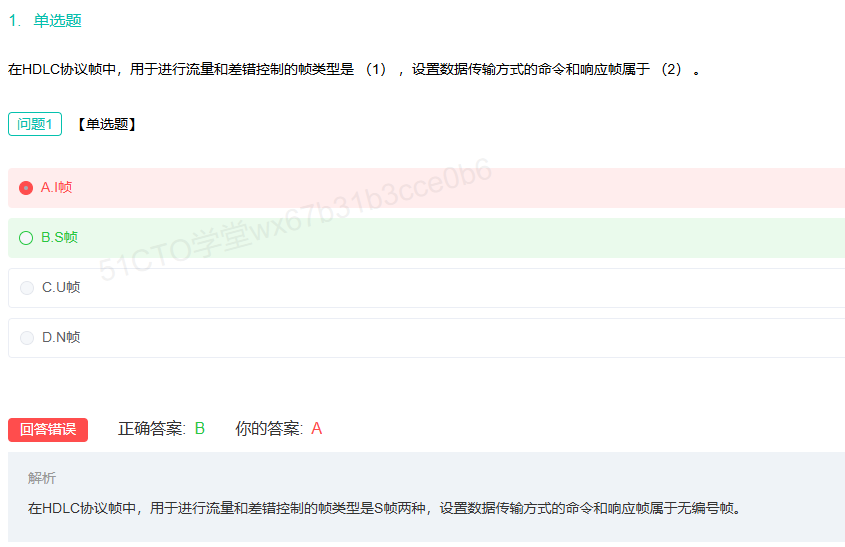 1. 单选题
在HDLC协议帧中，用于进行流量和差错控制的帧类型是 （1） ，设置数据传输方式的命令和响应帧属于 （2） 。
问题1 【单选题】
A.I帧
B.S帧
51CTO学堂wx67b31b3cce0b6
C.U帧
D.N帧
回答错误 正确答案: B 你的答案: A
解析
在HDLC协议帧中，用于进行流量和差错控制的帧类型是S帧两种，设置数据传输方式的命令和响应帧属于无编号帧。